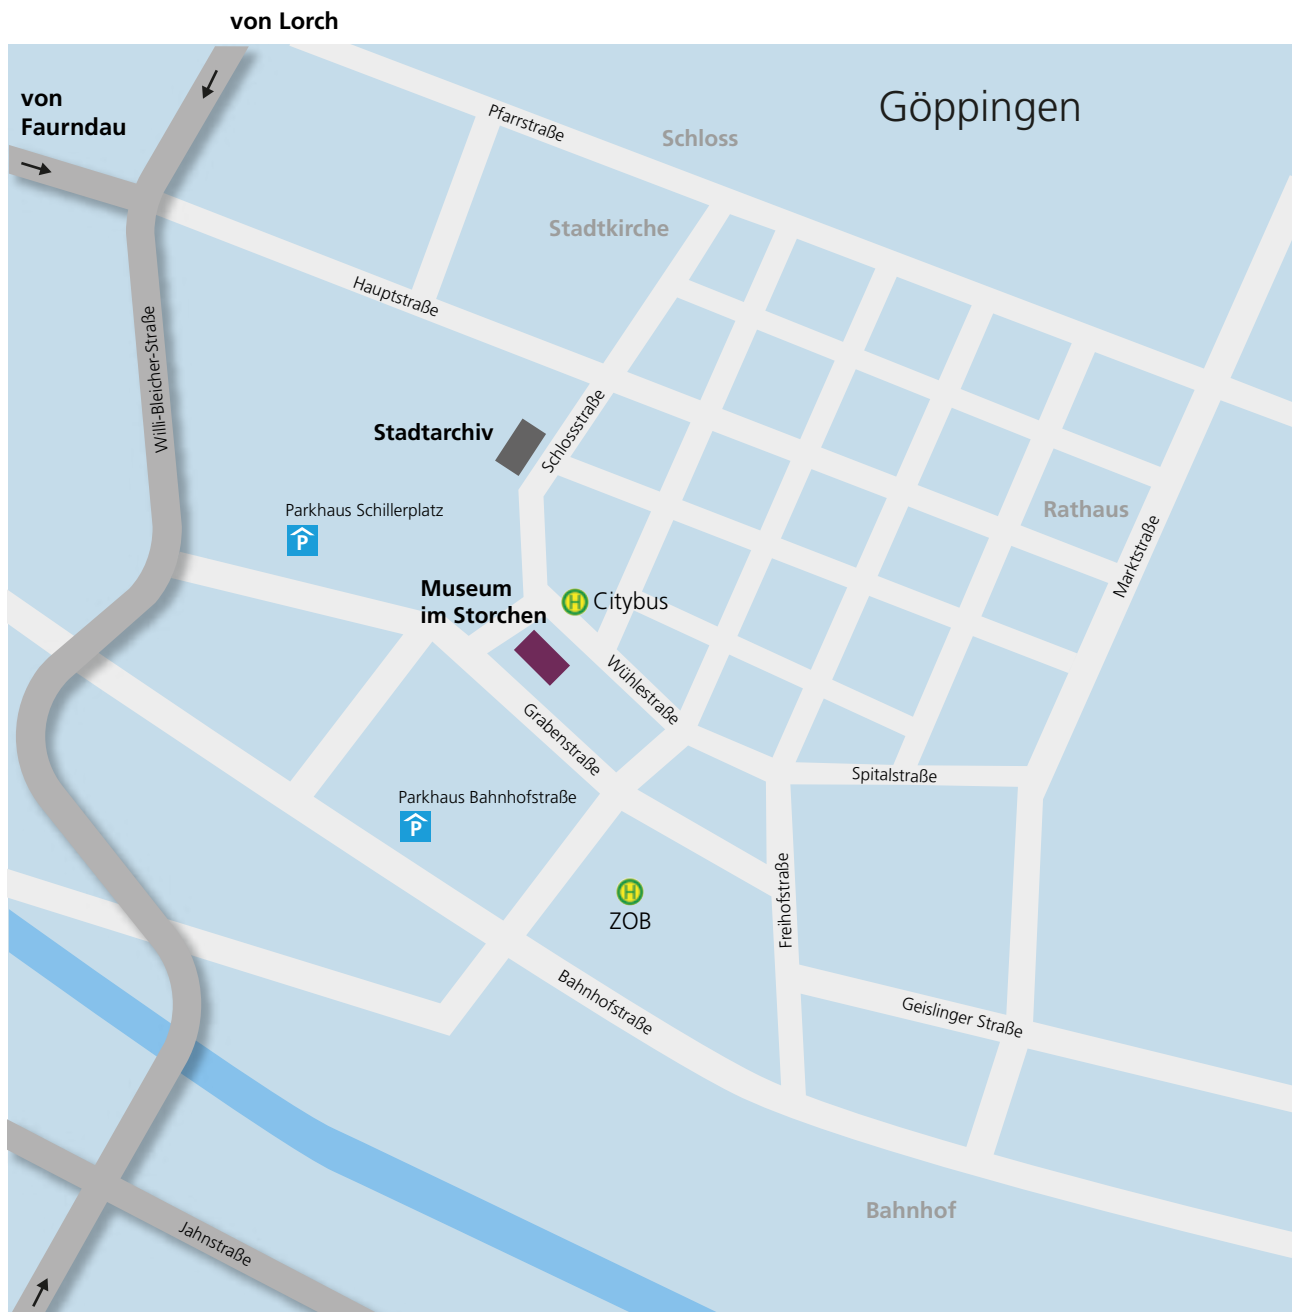 von Lorch
von
Faurndau
Göppingen
Pfarrstraße
Schloss
Stadtkirche
Hauptstraße
Willi-Bleicher-Straße
Schlossstraße
Stadtarchiv
Parkhaus Schillerplatz
P
Rathaus
Marktstraße
Museum
im Storchen
H Citybus
Wühlestraße
Grabenstraße
Spitalstraße
Parkhaus Bahnhofstraße
P
H
ZOB
Freihofstraße
Bahnhofstraße
Geislinger Straße
Bahnhof
Jahnstraße